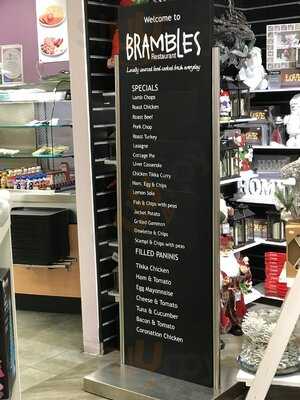 Welcome to
BRAMBLES
Restaurant
Locally sourced food cooked fresh everyday
SPECIALS
Lamb Chops
Roast Chicken
Roast Beef
Pork Chop
Roast Turkey
Lasagne
Cottage Pie
Liver Casserole
Chicken Tikka Curry
Ham, Egg & Chips
Lemon Sole
Fish & Chips with peas
Jacket Potato
Grilled Gammon
Omelette & Chips
Scampi & Chips with peas
FILLED PANINIS
Tikka Chicken
Ham & Tomato
Egg Mayonnaise
Cheese & Tomato
Tuna & Cucumber
Bacon & Tomato
Coronation Chicken
LOVE
HOME
LOVE